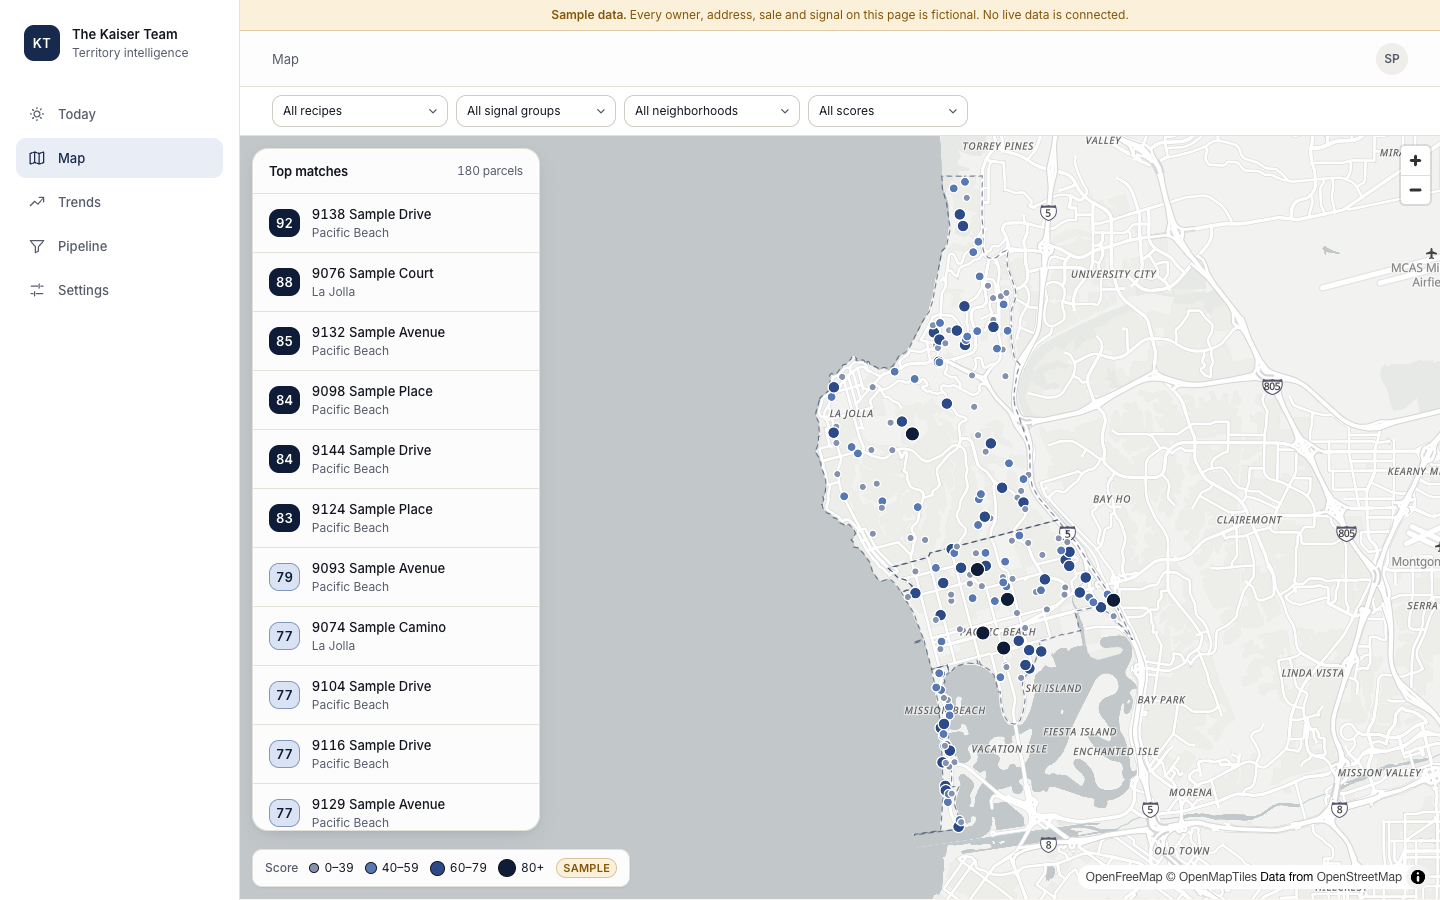 Sample data. Every owner, address, sale and signal on this page is fictional. No live data is connected.
KT
The Kaiser Team
Territory intelligence
Today
Map
Trends
Pipeline
Settings
Map
SP
All recipes
All signal groups
All neighborhoods
All scores
Top matches
180 parcels
92
9138 Sample Drive
Pacific Beach
88
9076 Sample Court
La Jolla
85
9132 Sample Avenue
Pacific Beach
84
9098 Sample Place
Pacific Beach
84
9144 Sample Drive
Pacific Beach
83
9124 Sample Place
Pacific Beach
79
9093 Sample Avenue
Pacific Beach
77
9074 Sample Camino
La Jolla
77
9104 Sample Drive
Pacific Beach
77
9116 Sample Drive
Pacific Beach
77
9129 Sample Avenue
Pacific Beach
Score
0–39
40–59
60–79
80+
SAMPLE
TORREY PINES
VALLEY
MIRA
5
UNIVERSITY CITY
MCAS Mi
Airfie
805
LA JOLLA
KEARNY M
BAY HO
CLAIREMONT
5
805
Montgon
SERRA
PACIFIC BEACH
LINDA VISTA
SKI ISLAND
BAY PARK
MISSION BEACH
FIESTA ISLAND
VACATION ISLE
ENCHANTED ISLE
MISSION VALLEY
MORENA
5
8
8
OLD TOWN
OpenFreeMap © OpenMapTiles Data from OpenStreetMap